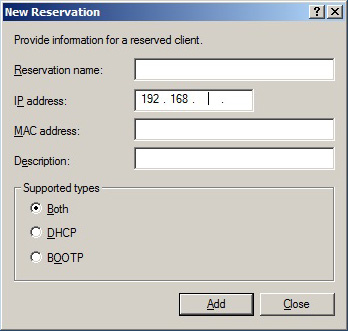 New Reservation
Provide information for a reserved client.
Reservation name:
IP address: 192 . 168 . .
MAC address:
Description:
Supported types
Both
DHCP
BOOTP
Add Close